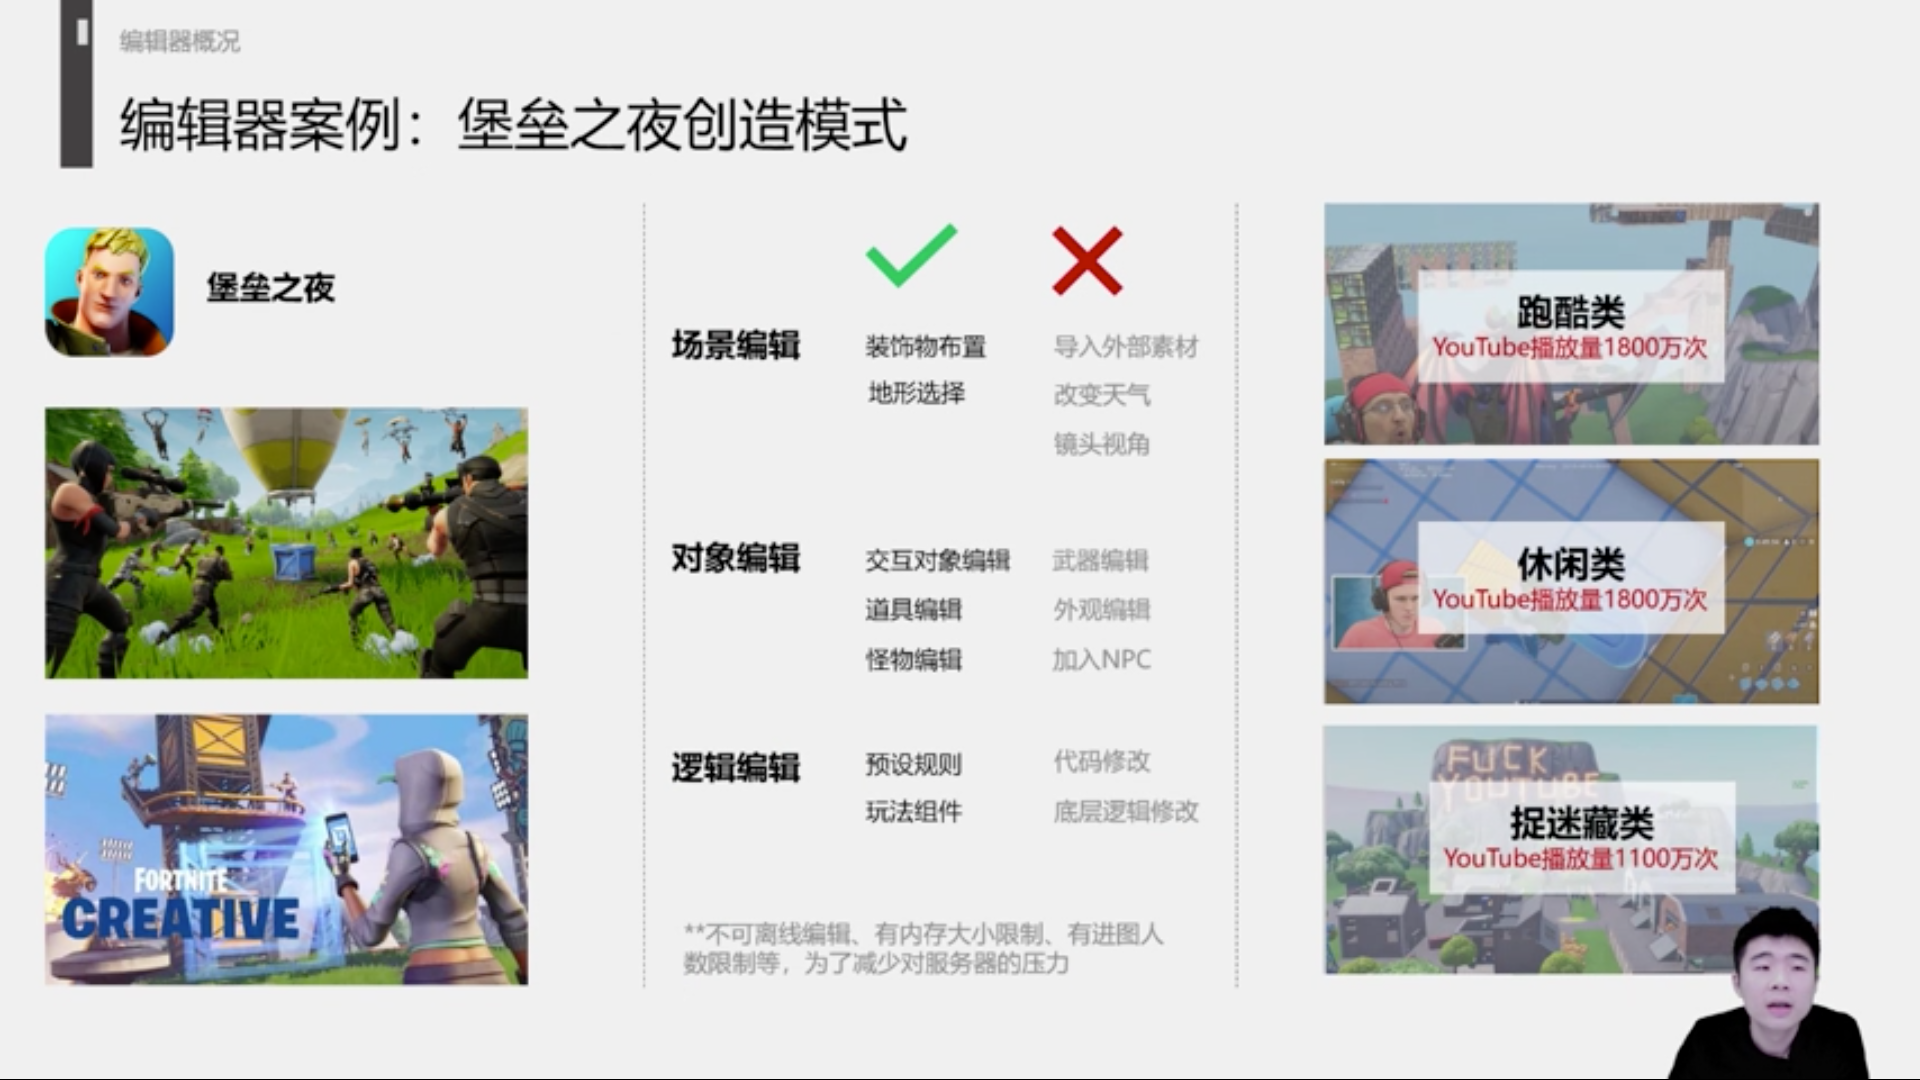 编辑器概况
编辑器案例：堡垒之夜创造模式
堡垒之夜
FORTNITE
CREATIVE
场景编辑
装饰物布置
导入外部素材
地形选择
改变天气
镜头视角
对象编辑
交互对象编辑
武器编辑
道具编辑
外观编辑
怪物编辑
加入NPC
逻辑编辑
预设规则
代码修改
玩法组件
底层逻辑修改
**不可离线编辑、有内存大小限制、有进图人
数限制等，为了减少对服务器的压力
跑酷类
YouTube播放量1800万次
休闲类
YouTube播放量1800万次
FUCK
YOUTUBE
捉迷藏类
YouTube播放量1100万次